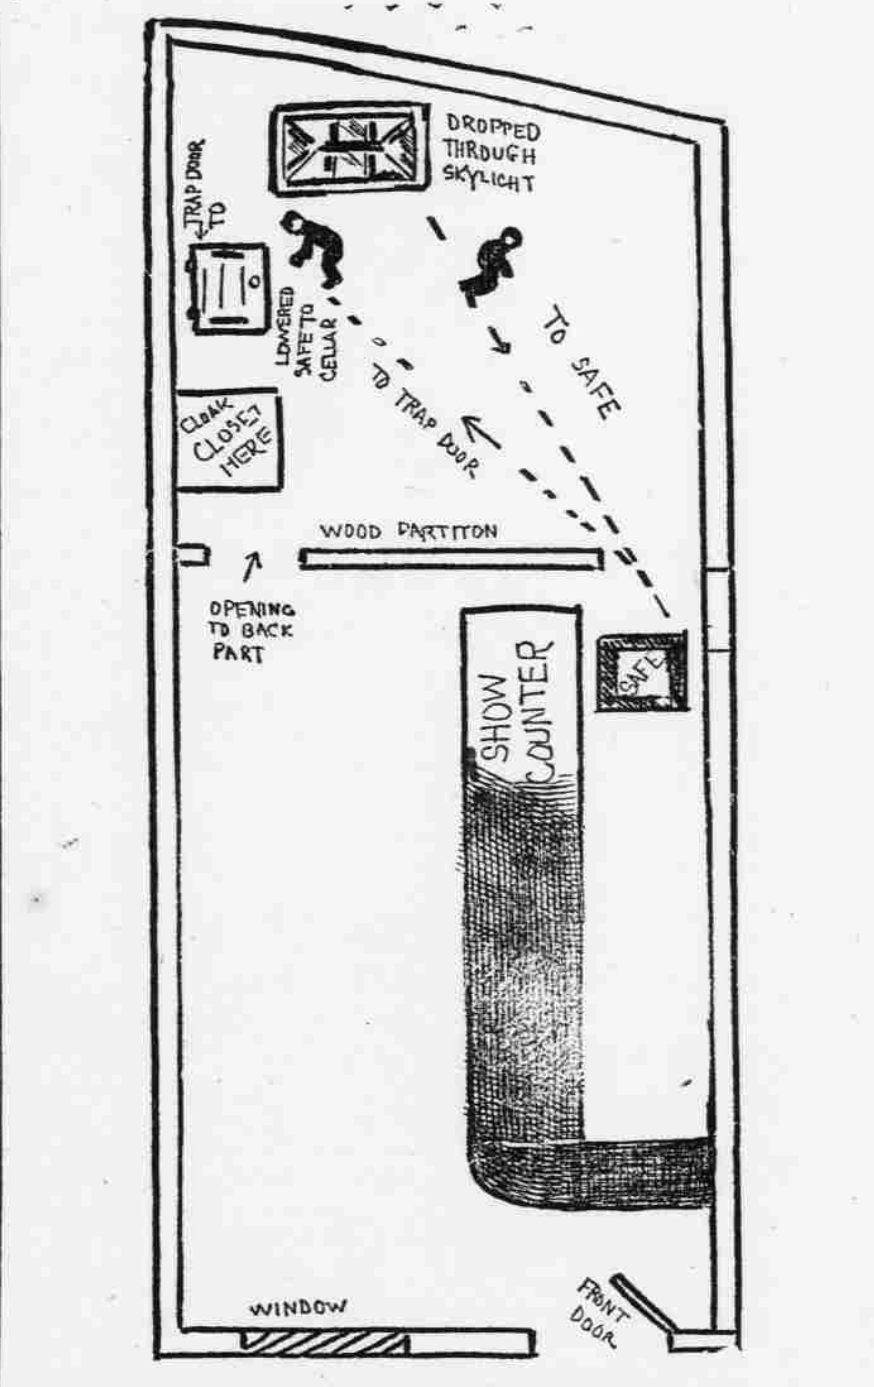 DROPPED
THROUGH
SKYLIGHT
TRAP DOOR
TO
LOWERED
SAFE TO
CELLAR
TO SAFE
TO TRAP DOOR
CLOAK
CLOSET
HERE
WOOD PARTITON
OPENING
TO BACK
PART
SAFE
SHOW
COUNTER
WINDOW
FRONT
DOOR